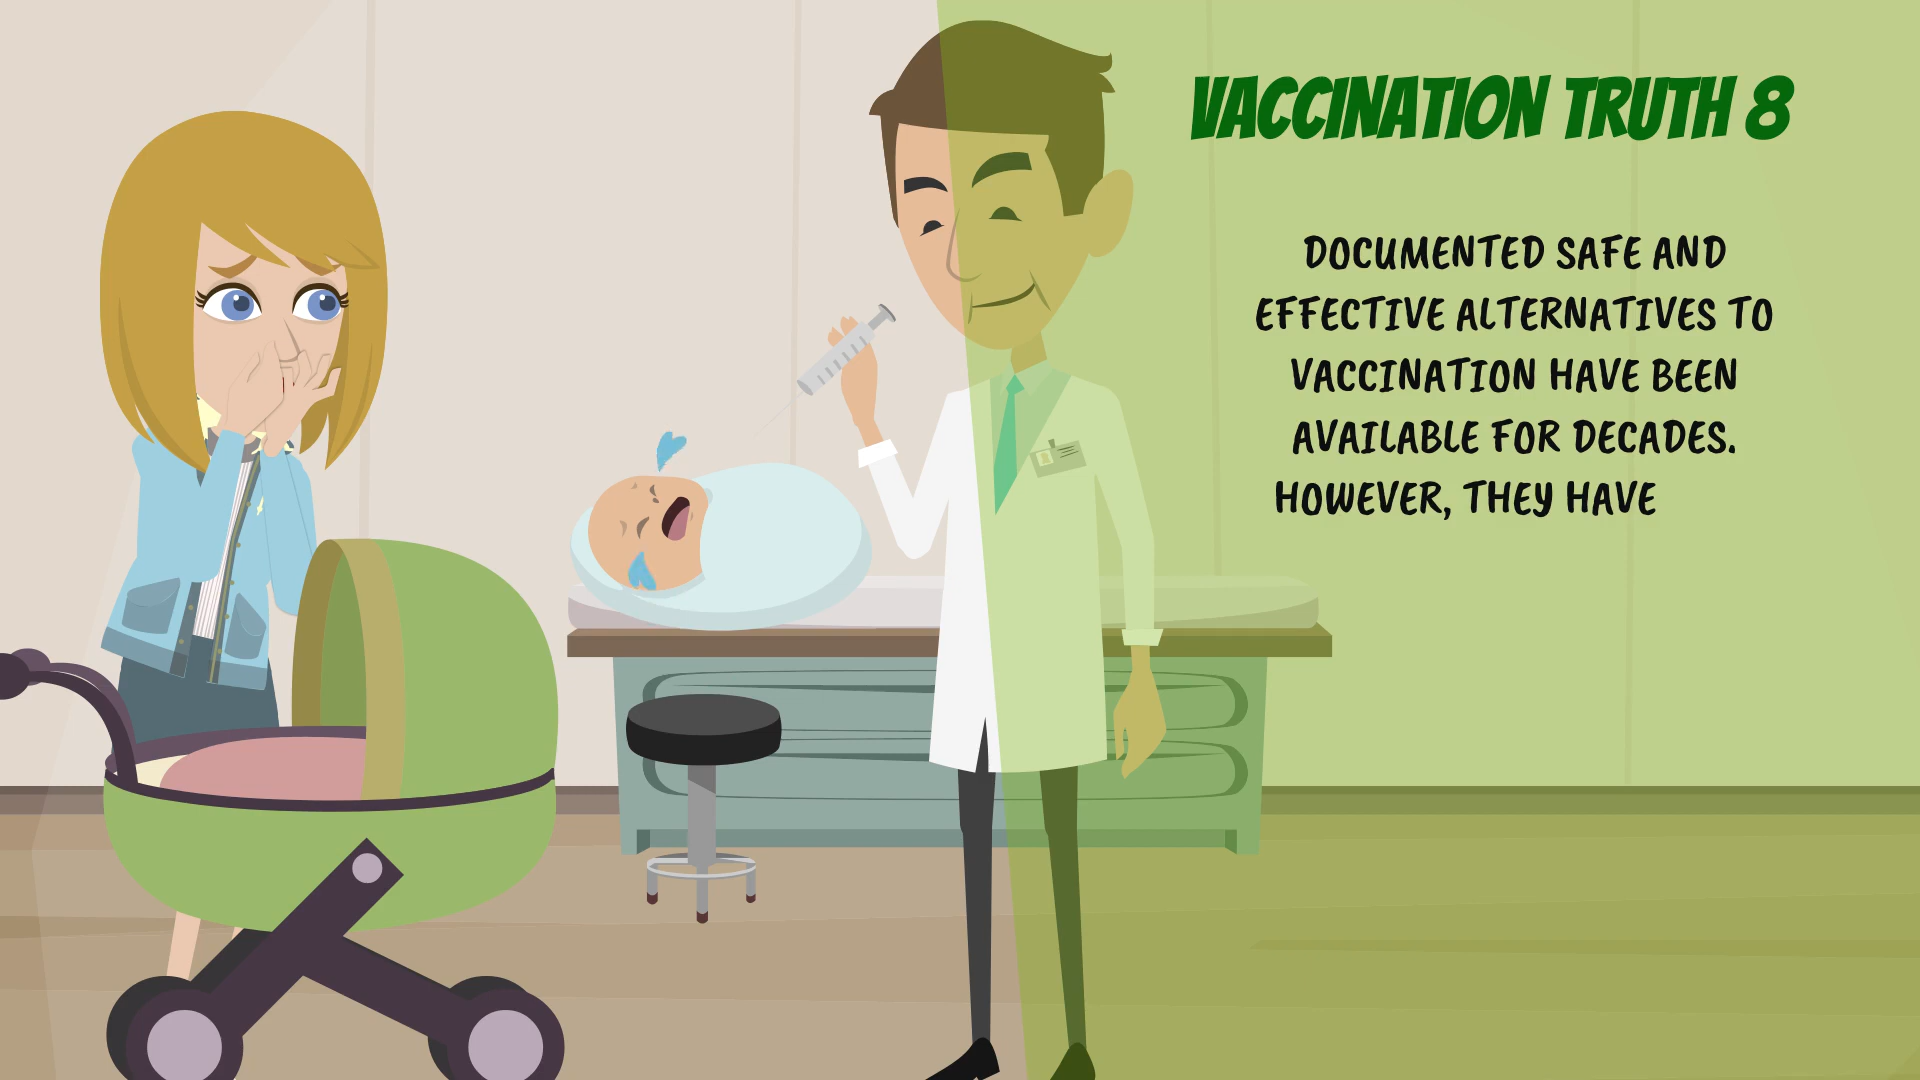 VACCINATION TRUTH 8
DOCUMENTED SAFE AND
EFFECTIVE ALTERNATIVES TO
VACCINATION HAVE BEEN
AVAILABLE FOR DECADES.
HOWEVER, THEY HAVE